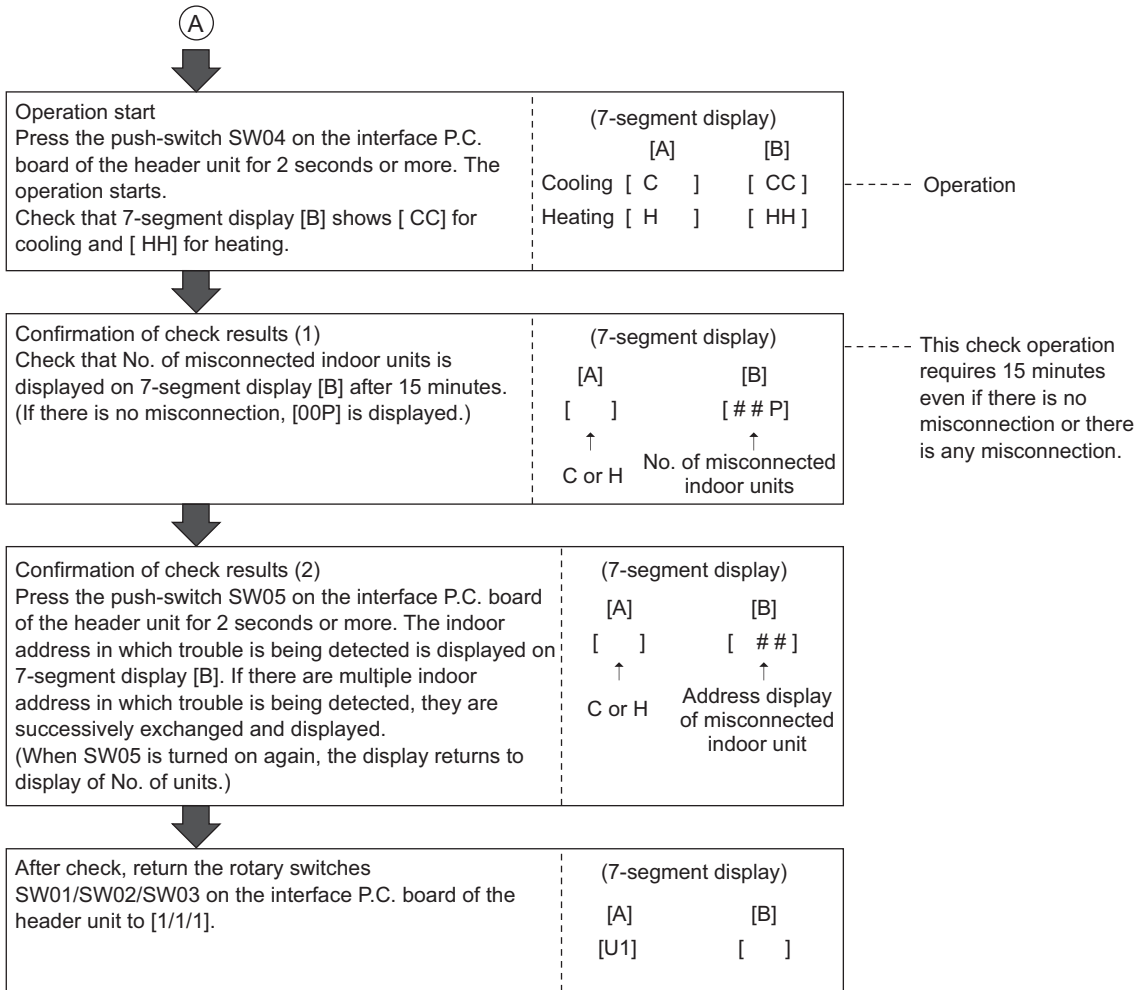 A
Operation start
Press the push-switch SW04 on the interface P.C.
board of the header unit for 2 seconds or more. The
operation starts.
Check that 7-segment display [B] shows [ CC] for
cooling and [ HH] for heating.
(7-segment display)
[A] [B]
Cooling [ C ] [ CC ]
Heating [ H ] [ HH ]
Operation
Confirmation of check results (1)
Check that No. of misconnected indoor units is
displayed on 7-segment display [B] after 15 minutes.
(If there is no misconnection, [00P] is displayed.)
(7-segment display)
[A] [B]
[ ] [ # # P]
↑ ↑
C or H No. of misconnected
indoor units
This check operation
requires 15 minutes
even if there is no
misconnection or there
is any misconnection.
Confirmation of check results (2)
Press the push-switch SW05 on the interface P.C. board
of the header unit for 2 seconds or more. The indoor
address in which trouble is being detected is displayed on
7-segment display [B]. If there are multiple indoor
address in which trouble is being detected, they are
successively exchanged and displayed.
(When SW05 is turned on again, the display returns to
display of No. of units.)
(7-segment display)
[A] [B]
[ ] [ # # ]
↑ ↑
C or H Address display
of misconnected
indoor unit
After check, return the rotary switches
SW01/SW02/SW03 on the interface P.C. board of the
header unit to [1/1/1].
(7-segment display)
[A] [B]
[U1] [ ]